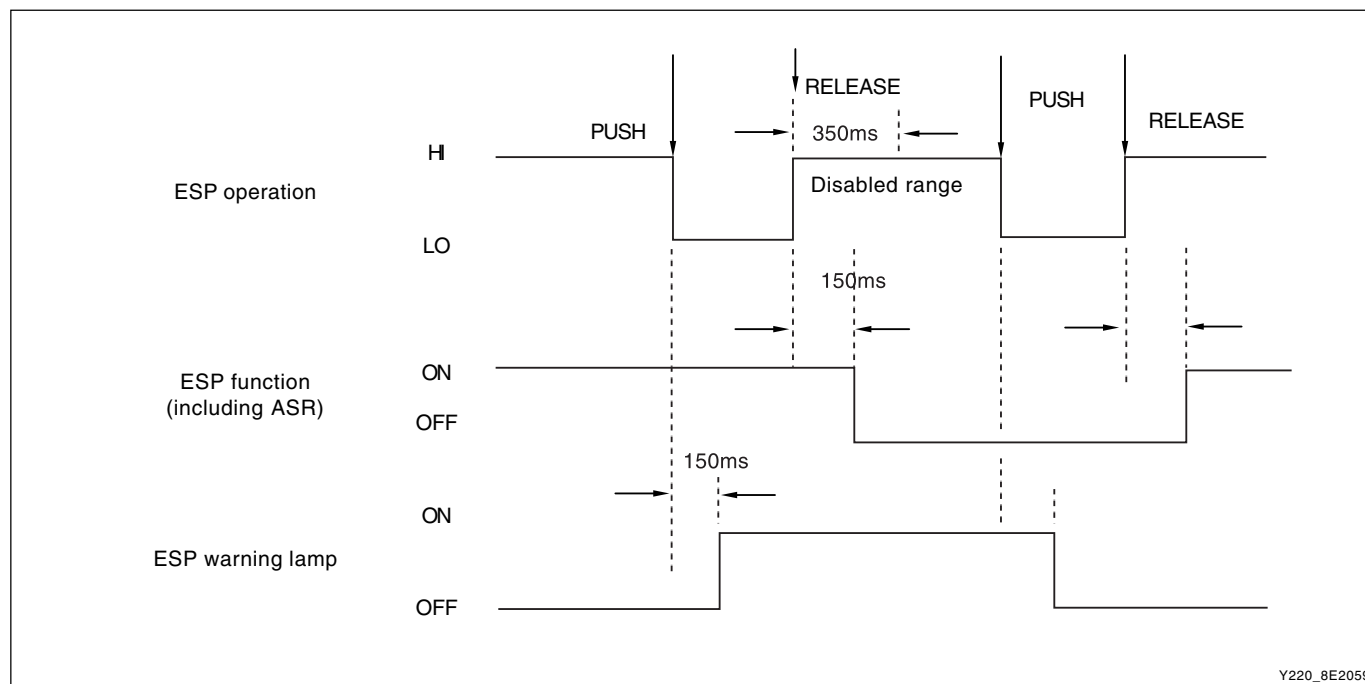 RELEASE
PUSH
PUSH
350ms
RELEASE
HI
Disabled range
ESP operation
LO
150ms
ON
ESP function
(including ASR)
OFF
150ms
ON
ESP warning lamp
OFF
Y220_8E2059